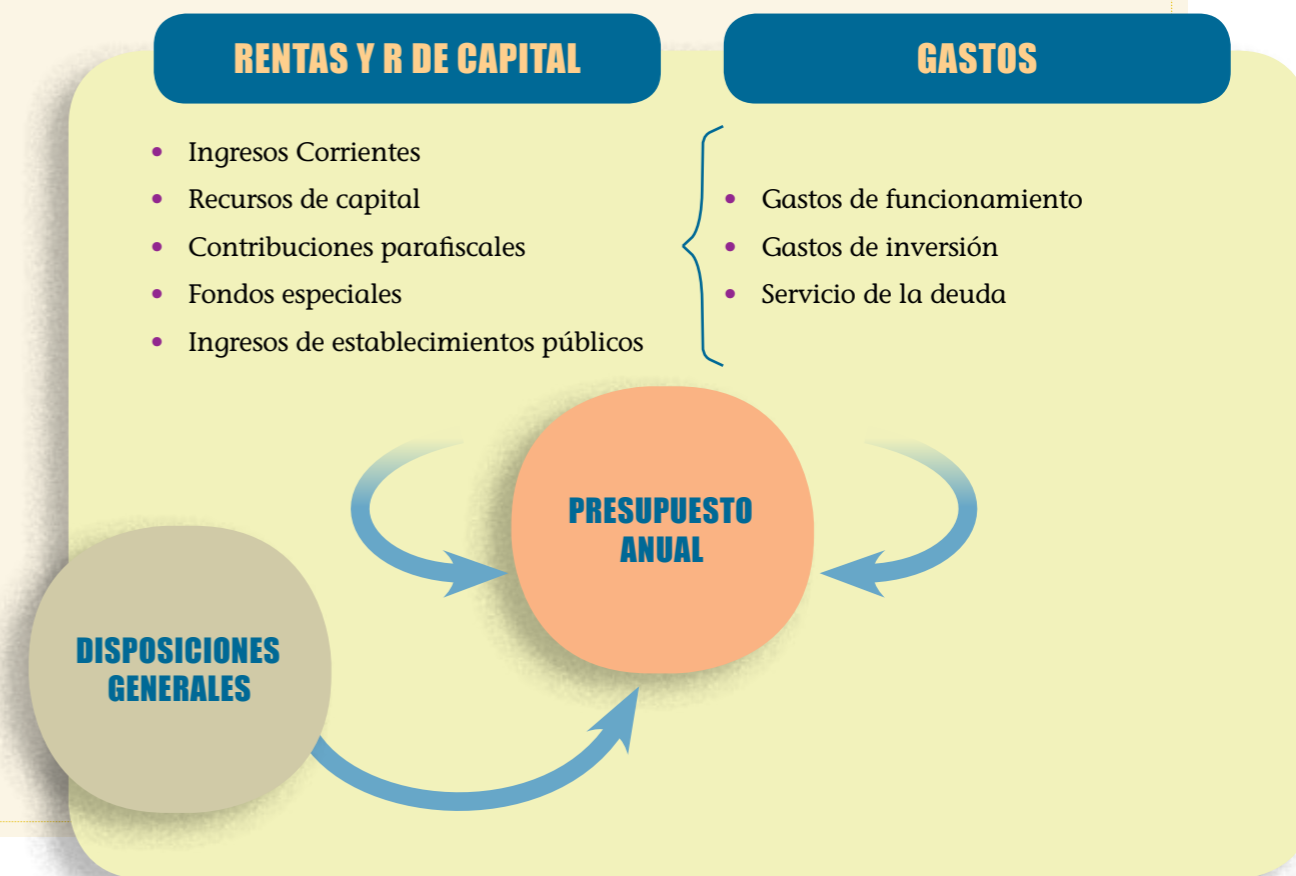 RENTAS Y R DE CAPITAL
• Ingresos Corrientes
• Recursos de capital
• Contribuciones parafiscales
• Fondos especiales
• Ingresos de establecimientos públicos
GASTOS
• Gastos de funcionamiento
• Gastos de inversión
• Servicio de la deuda
PRESUPUESTO
ANUAL
DISPOSICIONES
GENERALES